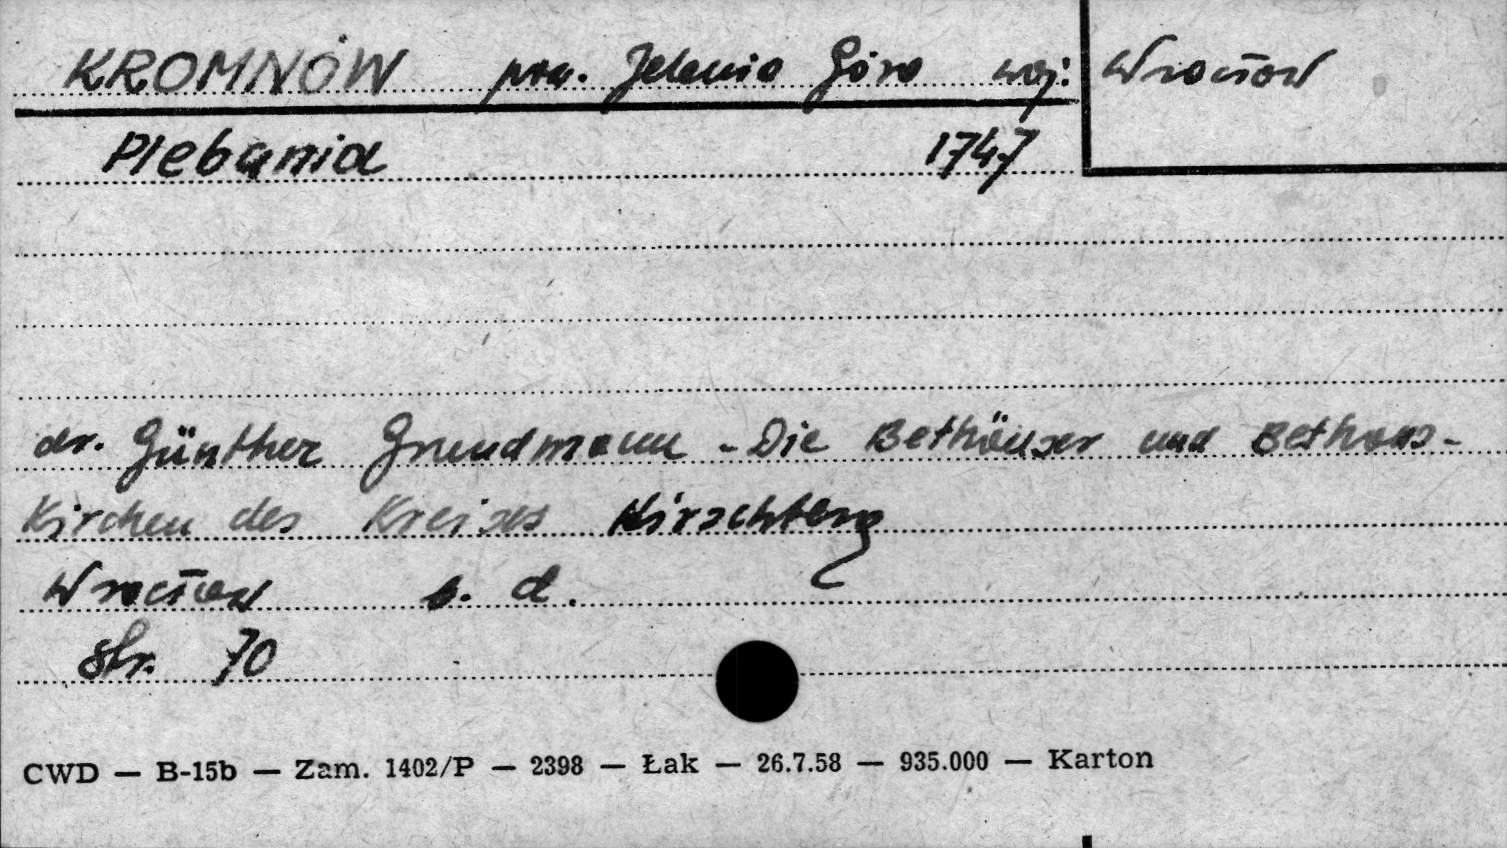 KROMNÓW pow. Jelenia Góra woj: Wrocław
Plebania 1747
dr. Günther Grundmann - Die Bethäuser und Bethaus-
Kirchen des Kreises Hirschberg
Wrocław b. d.
str. 70
CWD — B-15b — Zam. 1402/P — 2398 — Łak — 26.7.58 — 935.000 — Karton